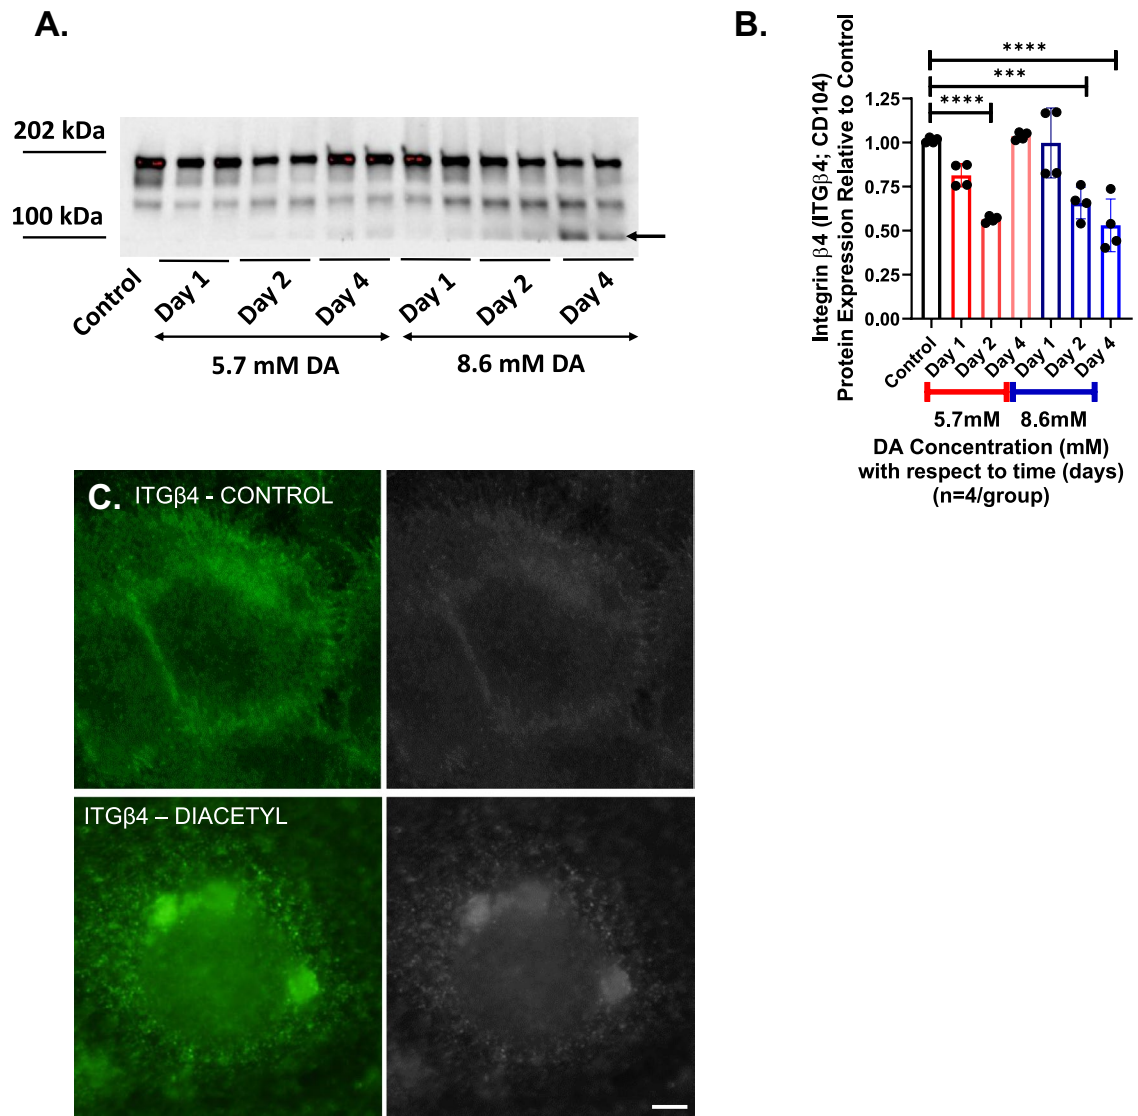 A.
202 kDa
100 kDa
Control
Day 1
Day 2
Day 4
Day 1
Day 2
Day 4
5.7 mM DA
8.6 mM DA
B.
Integrin β4 (ITGβ4; CD104)
Protein Expression Relative to Control
****
***
****
1.25
1.00
0.75
0.50
0.25
0.00
Control
Day 1
Day 2
Day 4
Day 1
Day 2
Day 4
5.7mM
8.6mM
DA Concentration (mM)
with respect to time (days)
(n=4/group)
C.
ITGβ4 - CONTROL
ITGβ4 – DIACETYL